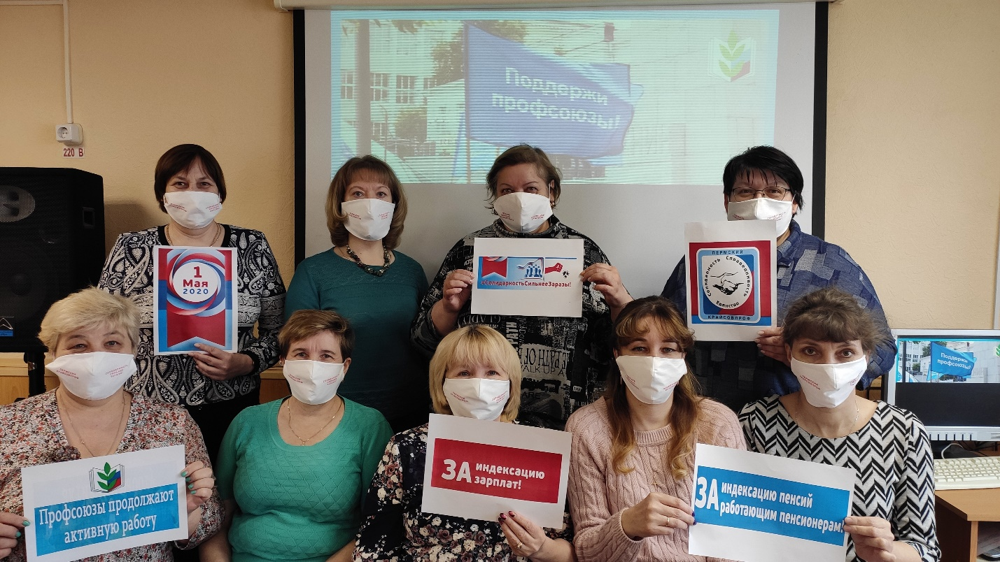 Поддержи
профсоюзы!
220 В
1
Мая
2020
#СолидарностьСильнееЗаразы!
ПЕРМСКИЙ
Солидарность Справедливость
Единство
КРАЙСОВПРОФ
Поддержи
профсоюзы!
Профсоюзы продолжают
активную работу
ЗА индексацию
зарплат!
ЗА индексацию пенсий
работающим пенсионерам!